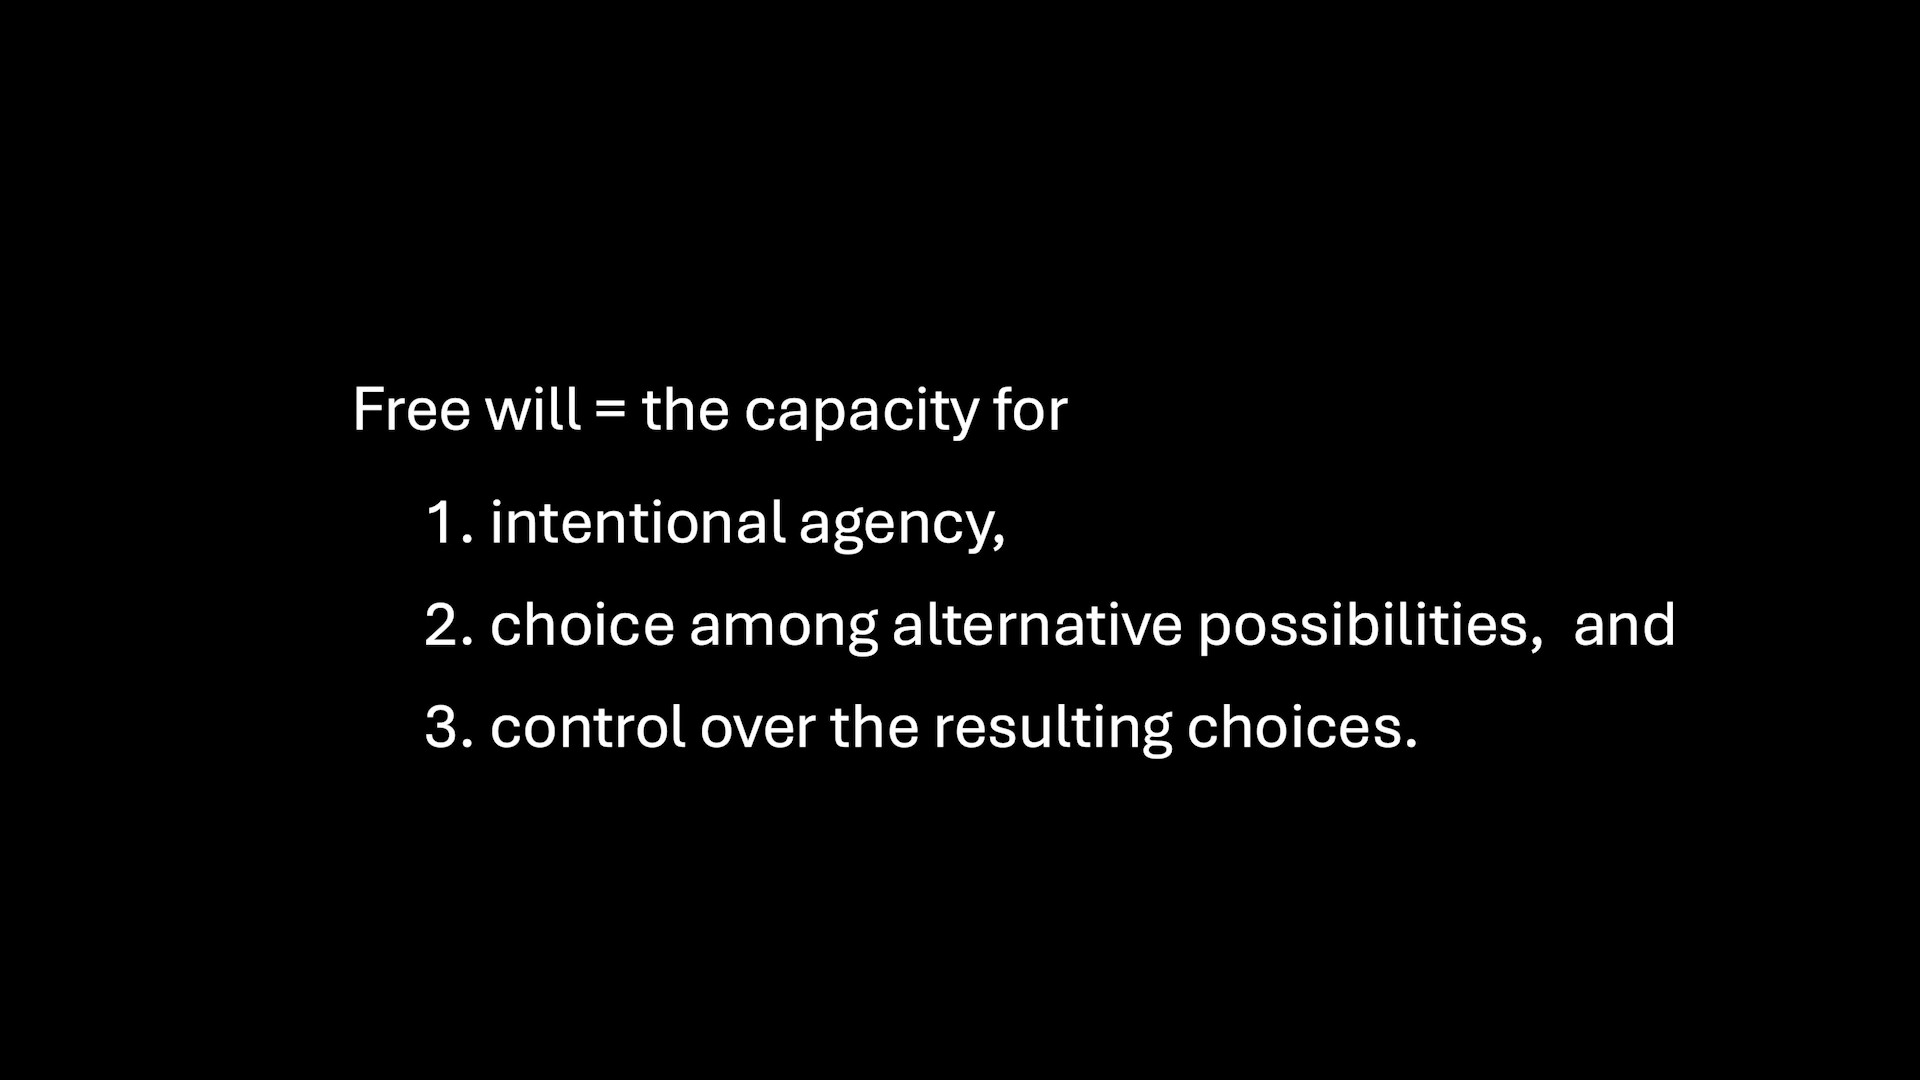 Free will = the capacity for
1. intentional agency,
2. choice among alternative possibilities,  and
3. control over the resulting choices.